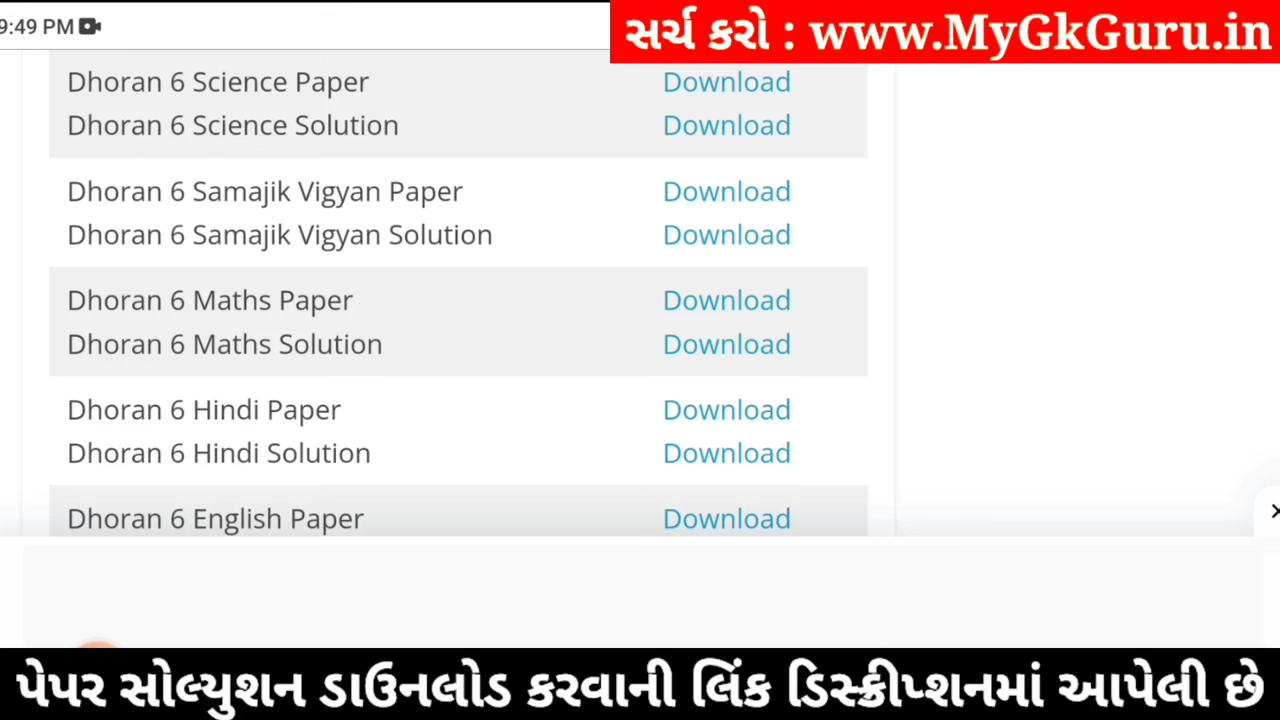 9:49 PM
સર્ચ કરો : www.MyGkGuru.in
Dhoran 6 Science Paper Download
Dhoran 6 Science Solution Download
Dhoran 6 Samajik Vigyan Paper Download
Dhoran 6 Samajik Vigyan Solution Download
Dhoran 6 Maths Paper Download
Dhoran 6 Maths Solution Download
Dhoran 6 Hindi Paper Download
Dhoran 6 Hindi Solution Download
Dhoran 6 English Paper Download
પેપર સોલ્યુશન ડાઉનલોડ કરવાની લિંક ડિસ્ક્રીપ્શનમાં આપેલી છે